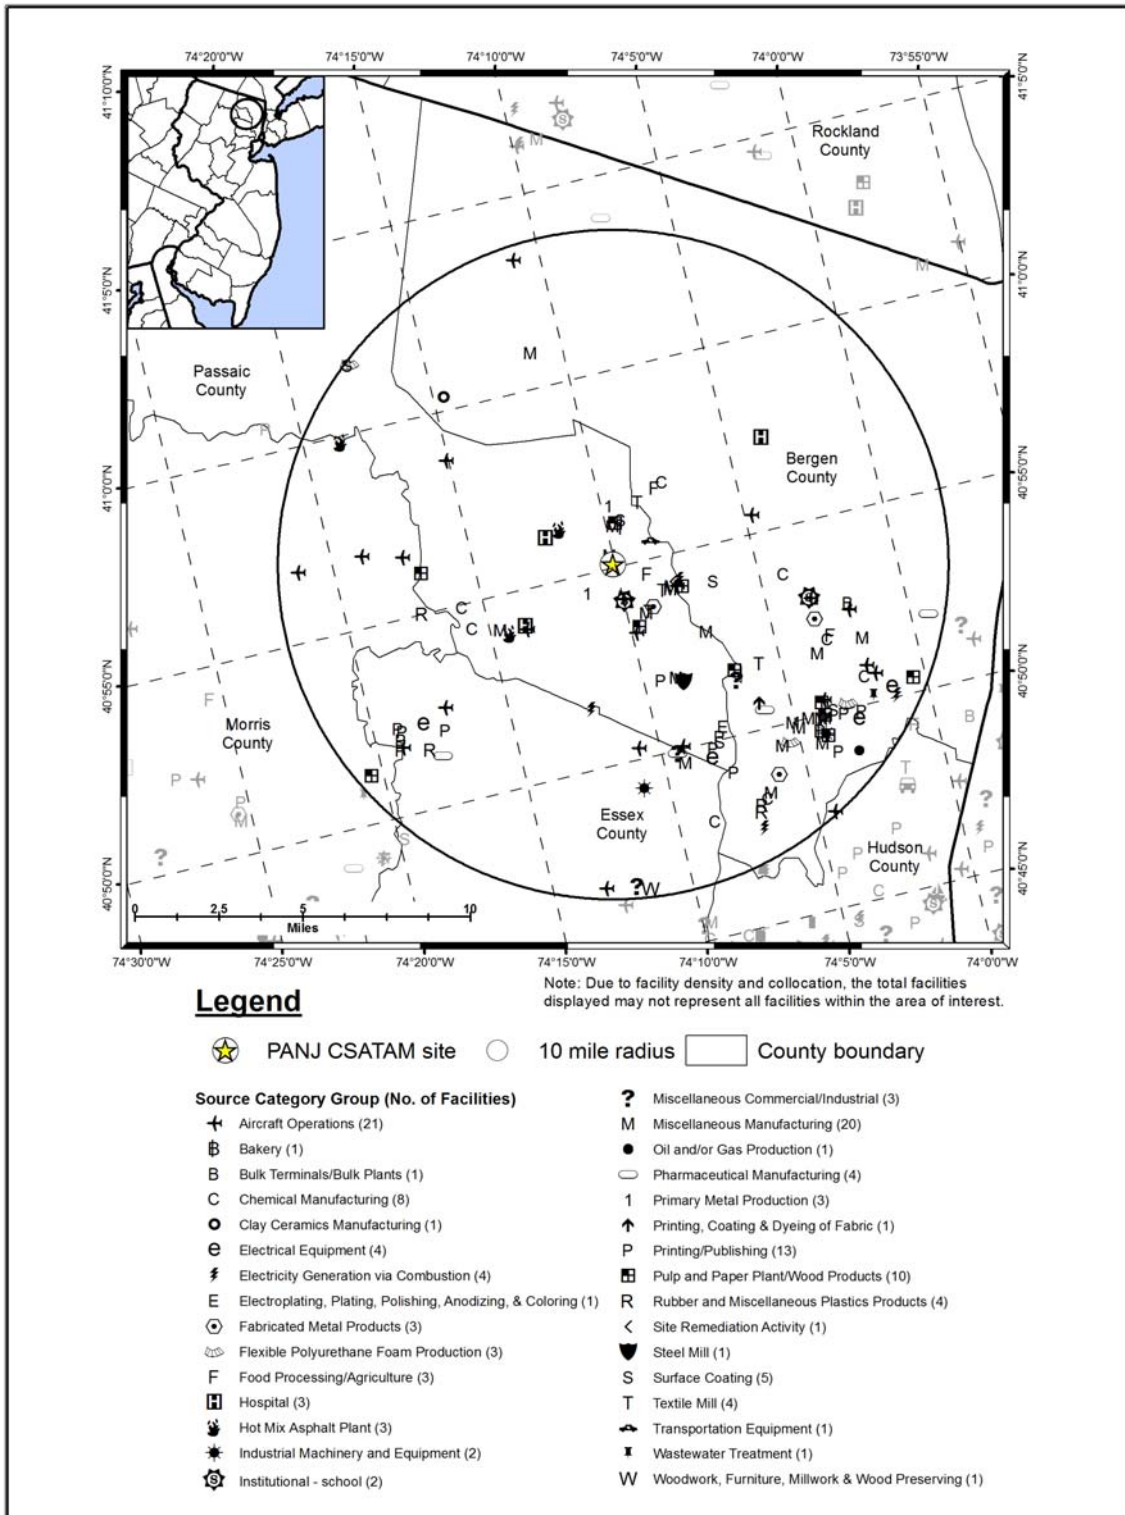 74°20'0"W 74°15'0"W 74°10'0"W 74°5'0"W 74°0'0"W 73°55'0"W
41°10'0"N
41°5'0"N
41°0'0"N
40°55'0"N
40°50'0"N
41°5'0"N
41°0'0"N
40°55'0"N
40°50'0"N
40°45'0"N
Rockland
County
Passaic
County
Bergen
County
Morris
County
Essex
County
Hudson
County
0 2.5 5 10
Miles
74°30'0"W 74°25'0"W 74°20'0"W 74°15'0"W 74°10'0"W 74°5'0"W 74°0'0"W
Note: Due to facility density and collocation, the total facilities
displayed may not represent all facilities within the area of interest.
Legend
PANJ CSATAM site
10 mile radius
County boundary
Source Category Group (No. of Facilities)
Aircraft Operations (21)
Bakery (1)
B Bulk Terminals/Bulk Plants (1)
C Chemical Manufacturing (8)
Clay Ceramics Manufacturing (1)
e Electrical Equipment (4)
Electricity Generation via Combustion (4)
E Electroplating, Plating, Polishing, Anodizing, & Coloring (1)
Fabricated Metal Products (3)
Flexible Polyurethane Foam Production (3)
F Food Processing/Agriculture (3)
H Hospital (3)
Hot Mix Asphalt Plant (3)
Industrial Machinery and Equipment (2)
S Institutional - school (2)
? Miscellaneous Commercial/Industrial (3)
M Miscellaneous Manufacturing (20)
Oil and/or Gas Production (1)
Pharmaceutical Manufacturing (4)
1 Primary Metal Production (3)
Printing, Coating & Dyeing of Fabric (1)
P Printing/Publishing (13)
Pulp and Paper Plant/Wood Products (10)
R Rubber and Miscellaneous Plastics Products (4)
< Site Remediation Activity (1)
Steel Mill (1)
S Surface Coating (5)
T Textile Mill (4)
Transportation Equipment (1)
Wastewater Treatment (1)
W Woodwork, Furniture, Millwork & Wood Preserving (1)